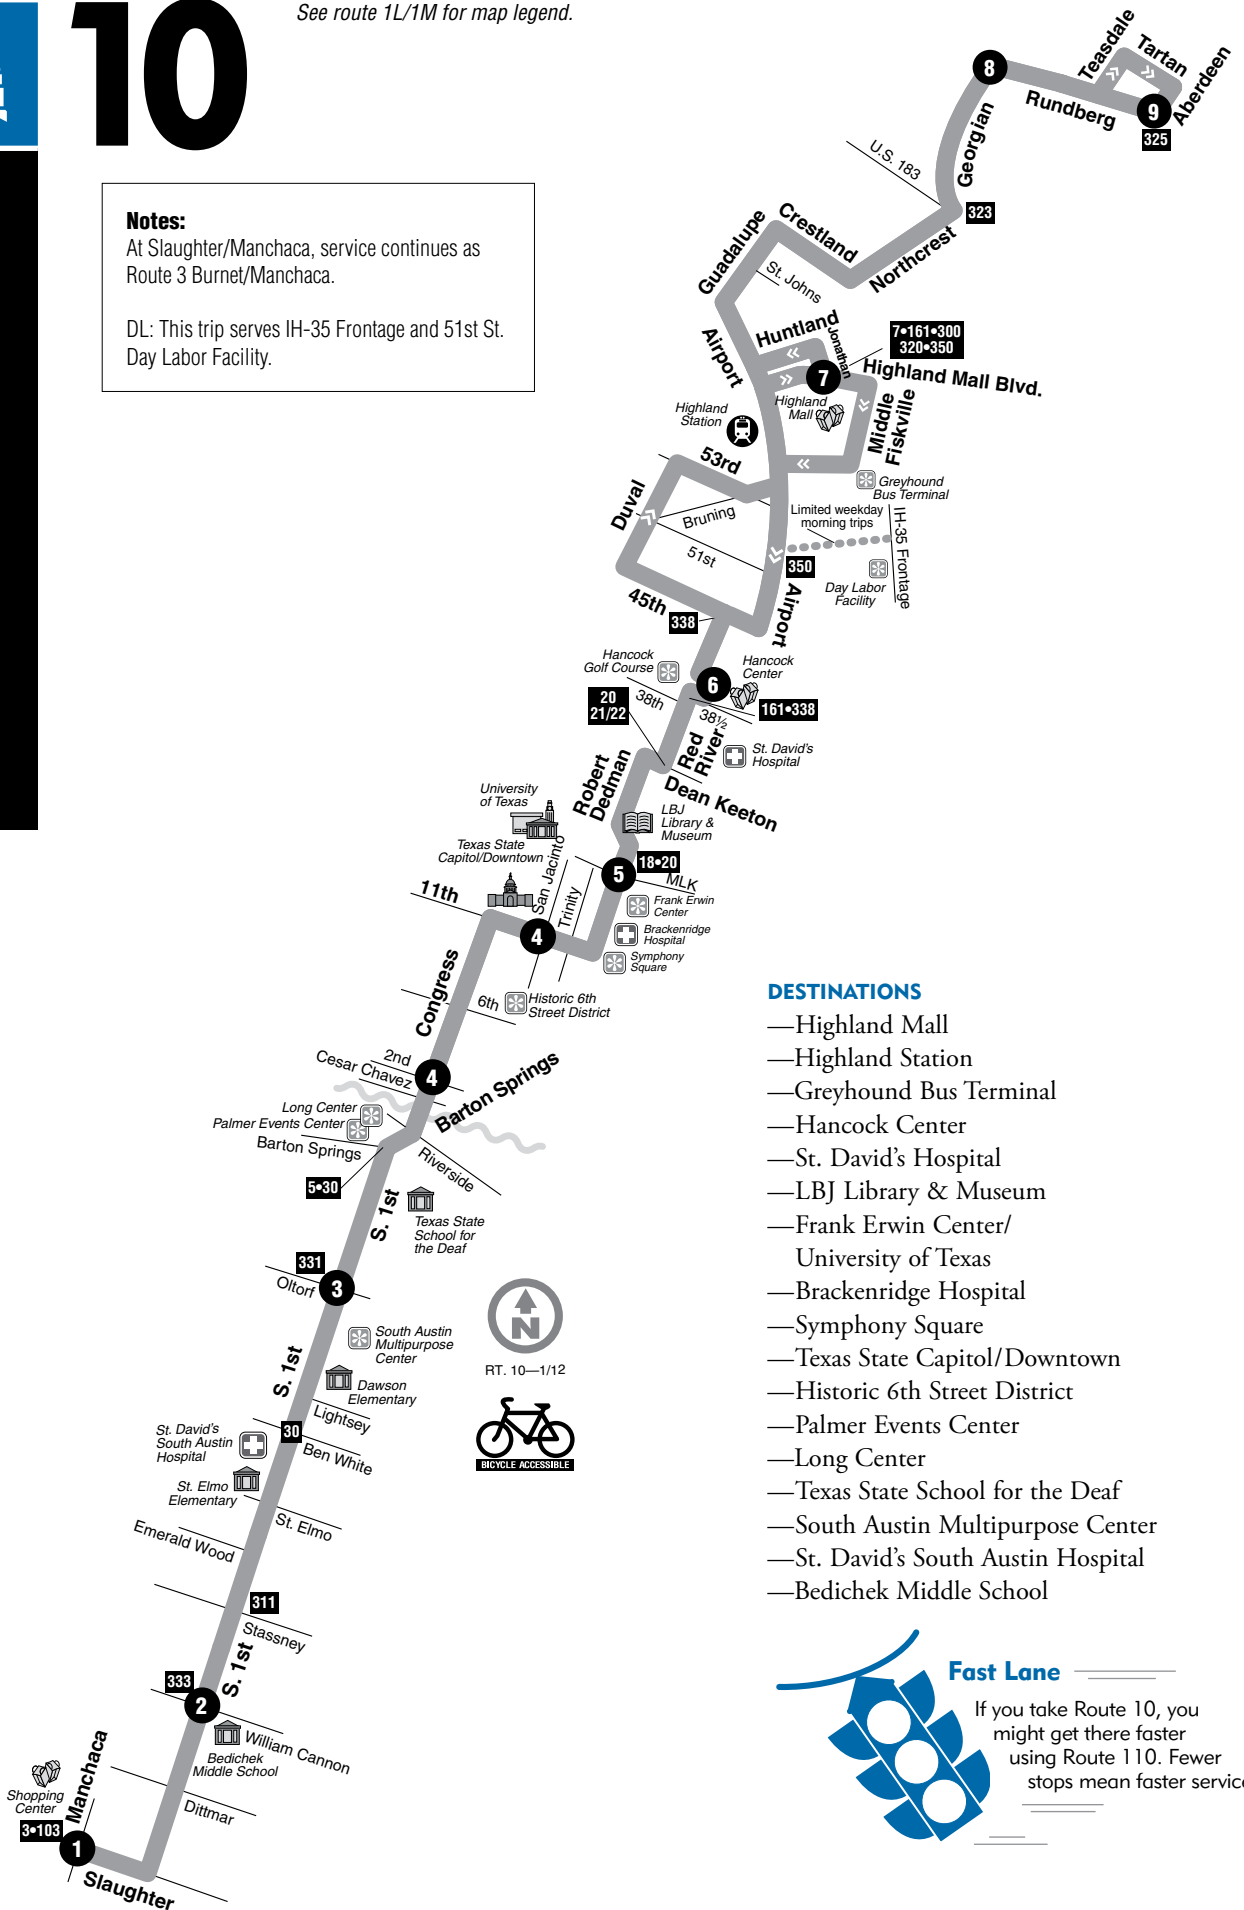 See route 1L/1M for map legend.
10
Notes:
At Slaughter/Manchaca, service continues as
Route 3 Burnet/Manchaca.
DL: This trip serves IH-35 Frontage and 51st St.
Day Labor Facility.
Teasdale
Tartan
Aberdeen
8
Rundberg
9
325
Georgian
U.S. 183
323
Guadalupe
Crestland
Northcrest
St. Johns
Airport
Huntland
Jonathan
7•161•300
320•350
7
Highland Mall Blvd.
Highland
Mall
Middle
Fiskville
Highland
Station
53rd
Greyhound
Bus Terminal
Duval
Bruning
Limited weekday
morning trips
IH-35 Frontage
51st
350
Day Labor
Facility
45th
338
Airport
Hancock
Golf Course
Hancock
Center
6
38th
20
21/22
161•338
38½
Red
River
St. David's
Hospital
Robert
Dedman
Dean Keeton
University
of Texas
LBJ
Library &
Museum
Texas State
Capitol/Downtown
San Jacinto
18•20
5
MLK
11th
Trinity
Frank Erwin
Center
4
Brackenridge
Hospital
Symphony
Square
Congress
6th
Historic 6th
Street District
2nd
Cesar Chavez
4
Barton Springs
Long Center
Palmer Events Center
Barton Springs
Riverside
5•30
S. 1st
Texas State
School for
the Deaf
331
Oltorf
3
N
South Austin
Multipurpose
Center
RT. 10—1/12
S. 1st
Dawson
Elementary
Lightsey
BICYCLE ACCESSIBLE
30
St. David's
South Austin
Hospital
Ben White
St. Elmo
Elementary
St. Elmo
Emerald Wood
311
Stassney
S. 1st
333
2
William Cannon
Bedichek
Middle School
Manchaca
Shopping
Center
Dittmar
3•103
1
Slaughter
DESTINATIONS
—Highland Mall
—Highland Station
—Greyhound Bus Terminal
—Hancock Center
—St. David's Hospital
—LBJ Library & Museum
—Frank Erwin Center/
University of Texas
—Brackenridge Hospital
—Symphony Square
—Texas State Capitol/Downtown
—Historic 6th Street District
—Palmer Events Center
—Long Center
—Texas State School for the Deaf
—South Austin Multipurpose Center
—St. David's South Austin Hospital
—Bedichek Middle School
Fast Lane
If you take Route 10, you
might get there faster
using Route 110. Fewer
stops mean faster service